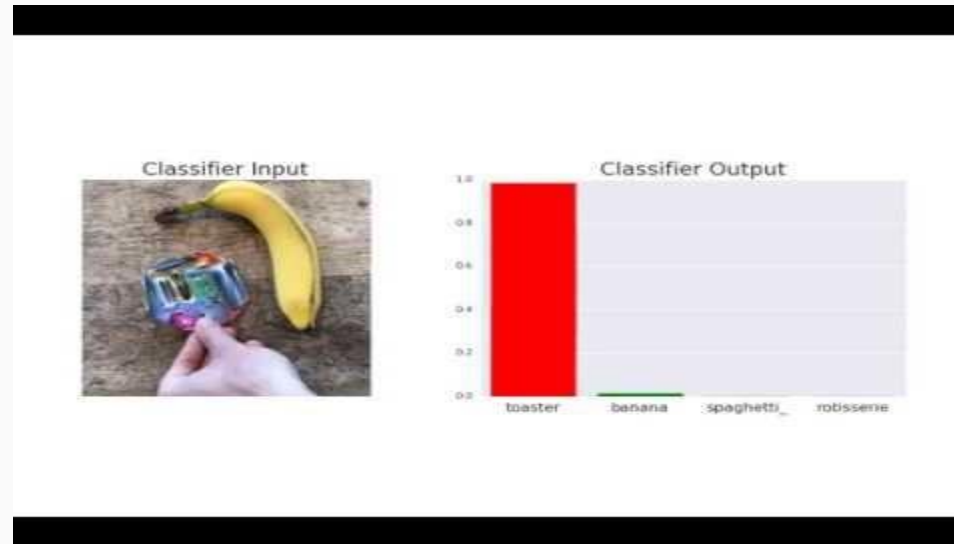 Classifier Input
Classifier Output
1.0
0.8
0.6
0.4
0.2
0.0
toaster
banana
spaghetti_
rotisserie